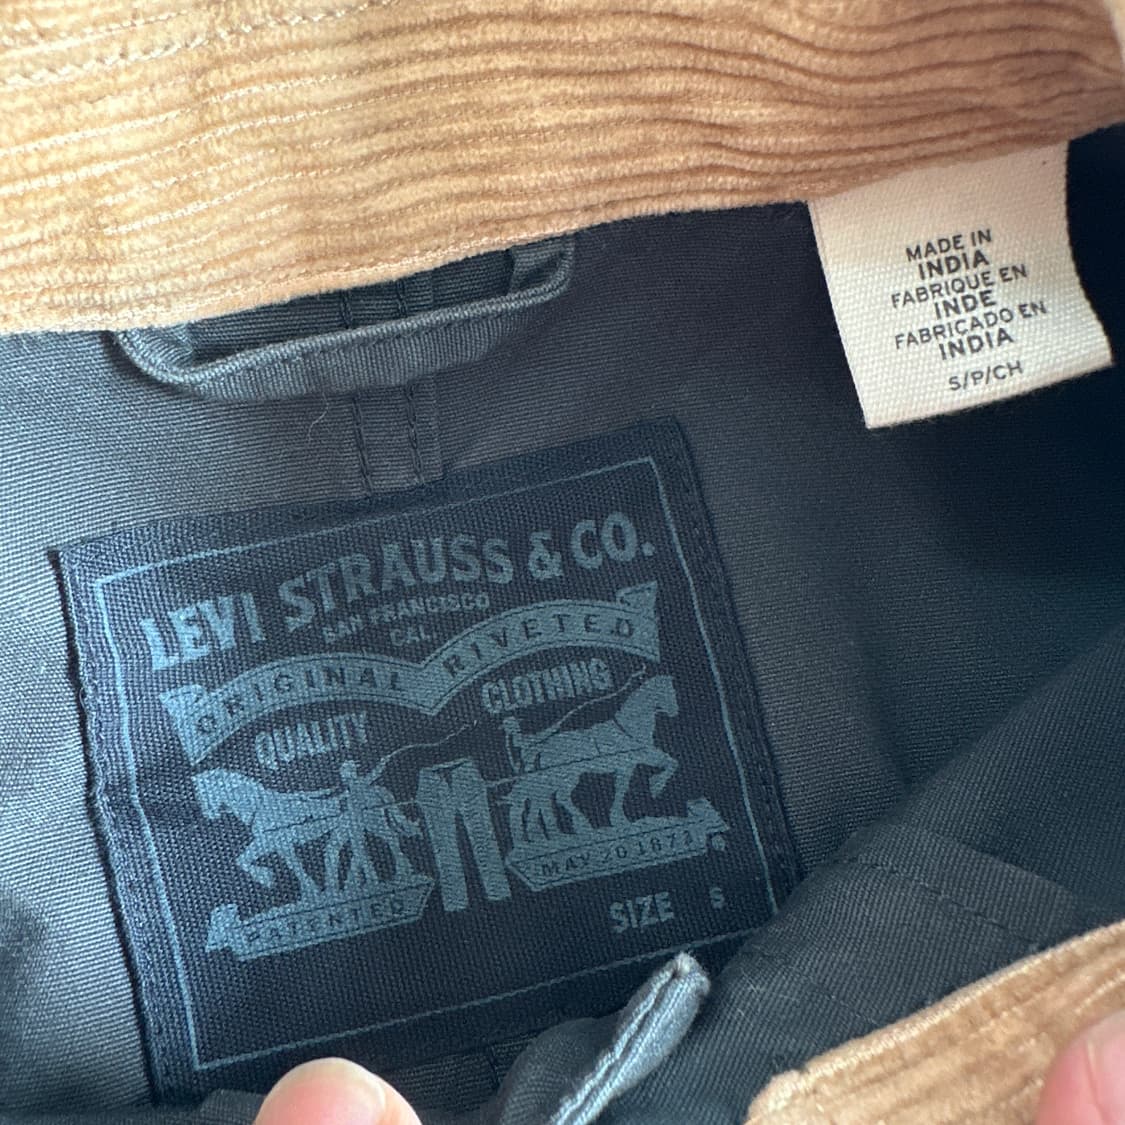 MADE IN
INDIA
FABRIQUE EN
INDE
FABRICADO EN
INDIA
S/P/CH
LEVI STRAUSS & CO.
SAN FRANCISCO
CAL
ORIGINAL RIVETED
QUALITY CLOTHING
PATENTED MAY 20 1873
SIZE S